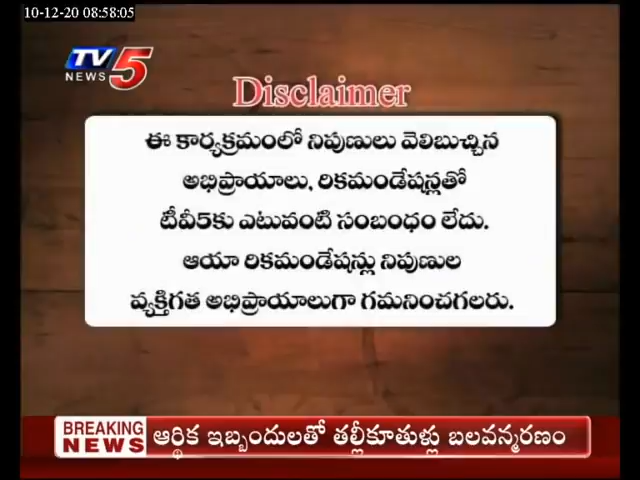 10-12-20 08:58:05
TV5
NEWS
Disclaimer
ఈ కార్యక్రమంలో నిపుణులు వెలిబుచ్చిన
అభిప్రాయాలు, రికమండేషన్లతో
టీవీ5కు ఎటువంటి సంబంధం లేదు.
ఆయా రికమండేషన్లు నిపుణుల
వ్యక్తిగత అభిప్రాయాలుగా గమనించగలరు.
BREAKING
NEWS
ఆర్థిక ఇబ్బందులతో తల్లీకూతుళ్లు బలవన్మరణం